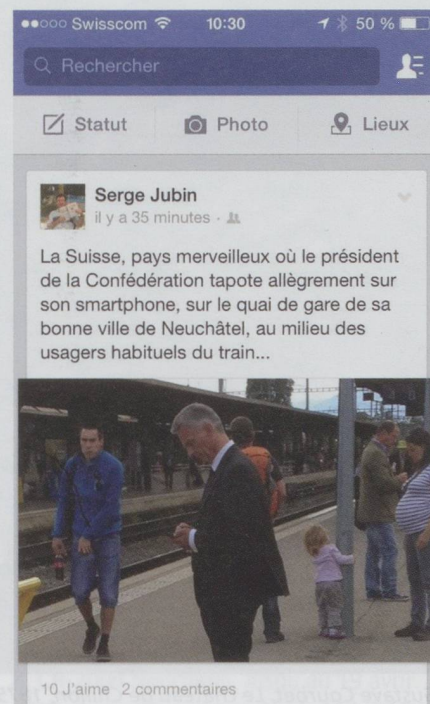 Swisscom 10:30 50 %
Rechercher
Statut Photo Lieux
Serge Jubin
il y a 35 minutes ·
La Suisse, pays merveilleux où le président
de la Confédération tapote allègrement sur
son smartphone, sur le quai de gare de sa
bonne ville de Neuchâtel, au milieu des
usagers habituels du train...
10 J'aime 2 commentaires